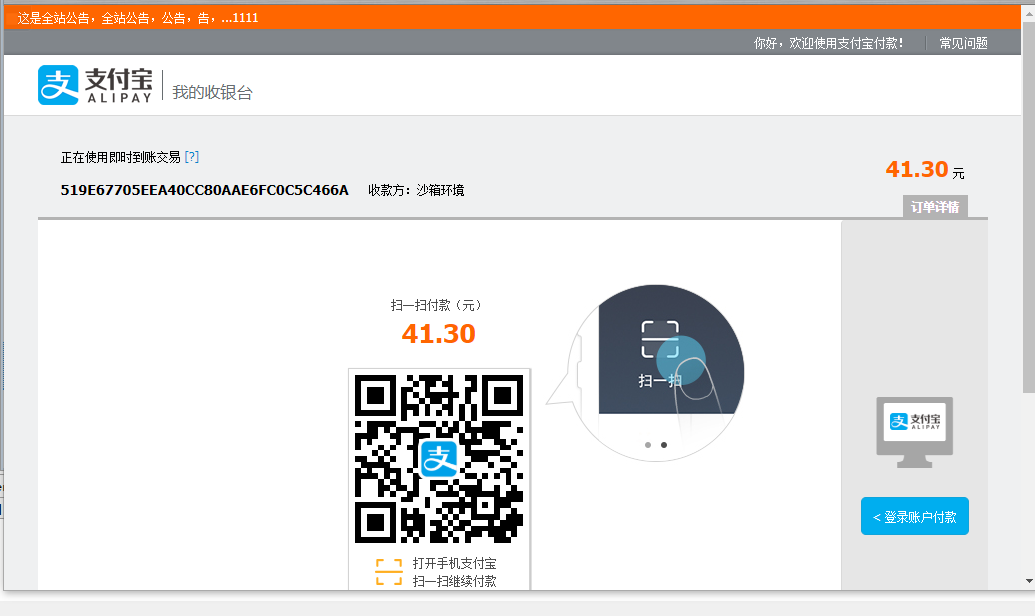 这是全站公告，全站公告，公告，告，...1111
你好，欢迎使用支付宝付款！
常见问题
支付宝
ALIPAY
我的收银台
正在使用即时到账交易 [?]
519E67705EEA40CC80AAE6FC0C5C466A 收款方：沙箱环境
41.30 元
订单详情
扫一扫付款（元）
41.30
扫一扫
支
打开手机支付宝
扫一扫继续付款
支付宝
ALIPAY
< 登录账户付款